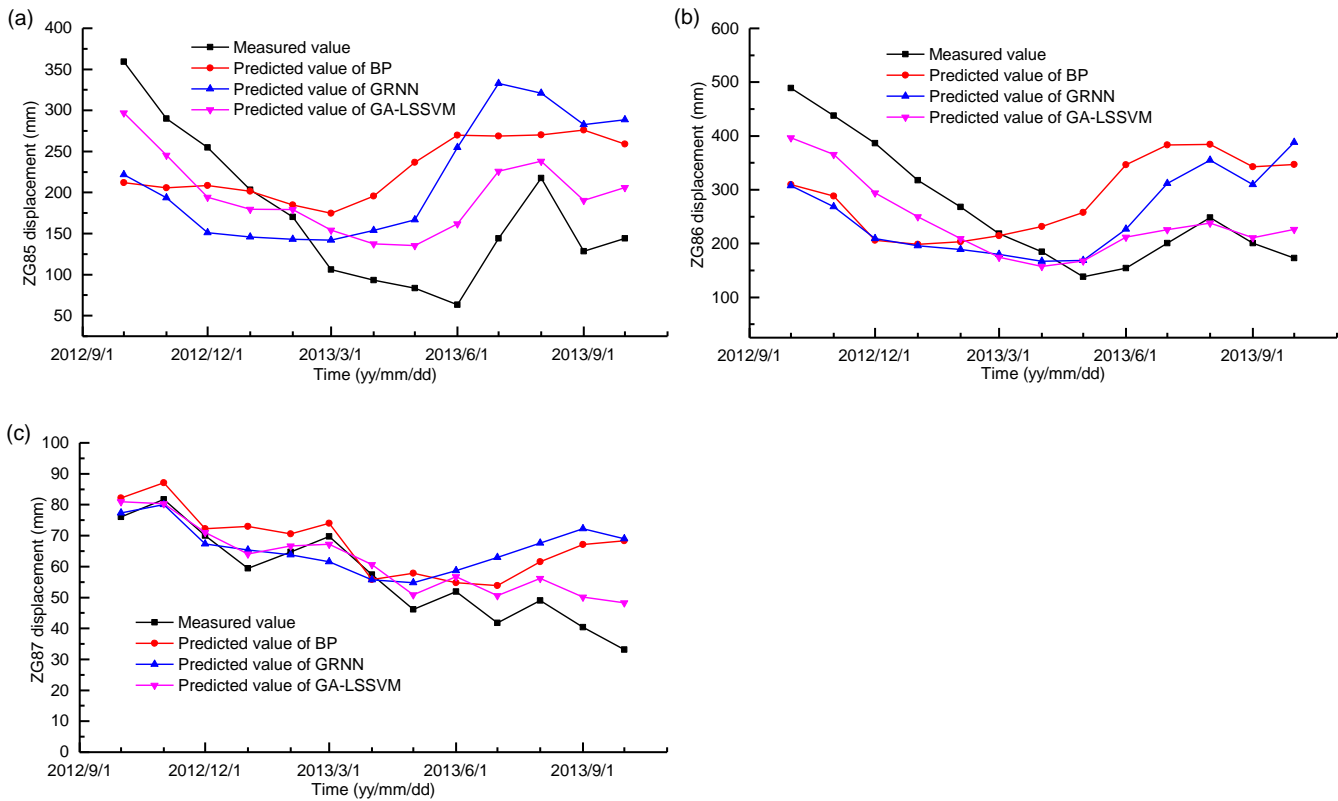 (a)
400
350
300
250
200
150
100
50
ZG85 displacement (mm)
Measured value
Predicted value of BP
Predicted value of GRNN
Predicted value of GA-LSSVM
2012/9/1 2012/12/1 2013/3/1 2013/6/1 2013/9/1
Time (yy/mm/dd)
(b)
600
500
400
300
200
100
ZG86 displacement (mm)
Measured value
Predicted value of BP
Predicted value of GRNN
Predicted value of GA-LSSVM
2012/9/1 2012/12/1 2013/3/1 2013/6/1 2013/9/1
Time (yy/mm/dd)
(c)
100
90
80
70
60
50
40
30
20
10
0
ZG87 displacement (mm)
Measured value
Predicted value of BP
Predicted value of GRNN
Predicted value of GA-LSSVM
2012/9/1 2012/12/1 2013/3/1 2013/6/1 2013/9/1
Time (yy/mm/dd)